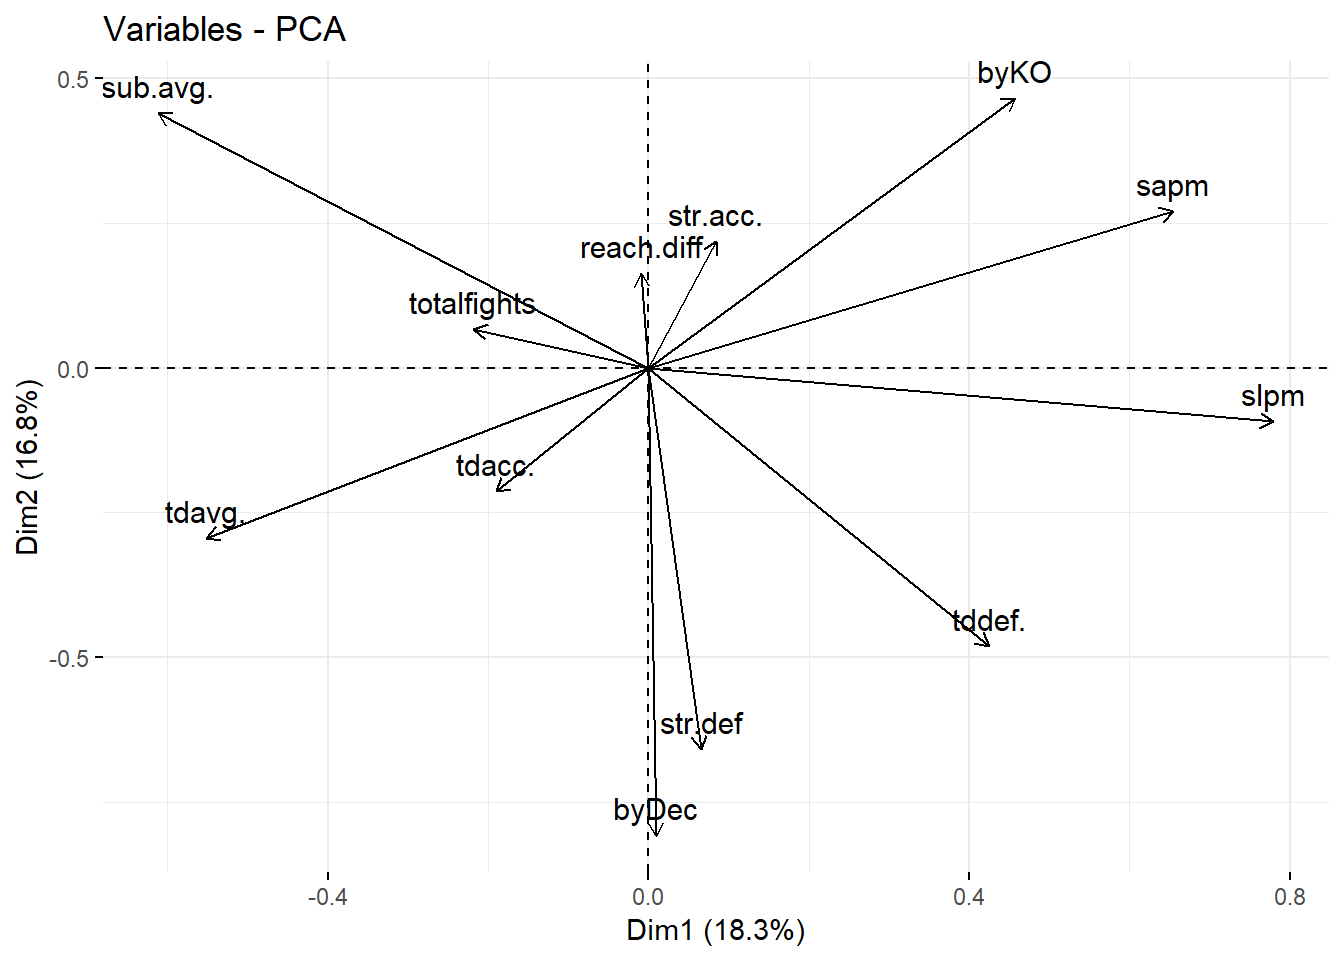 Variables - PCA
0.5
sub.avg.
byKO
sapm
str.acc.
reach.diff
totalfights
0.0
slpm
Dim2 (16.8%)
tdacc.
tdavg.
tddef.
-0.5
str.def
byDec
-0.4
0.0
0.4
0.8
Dim1 (18.3%)